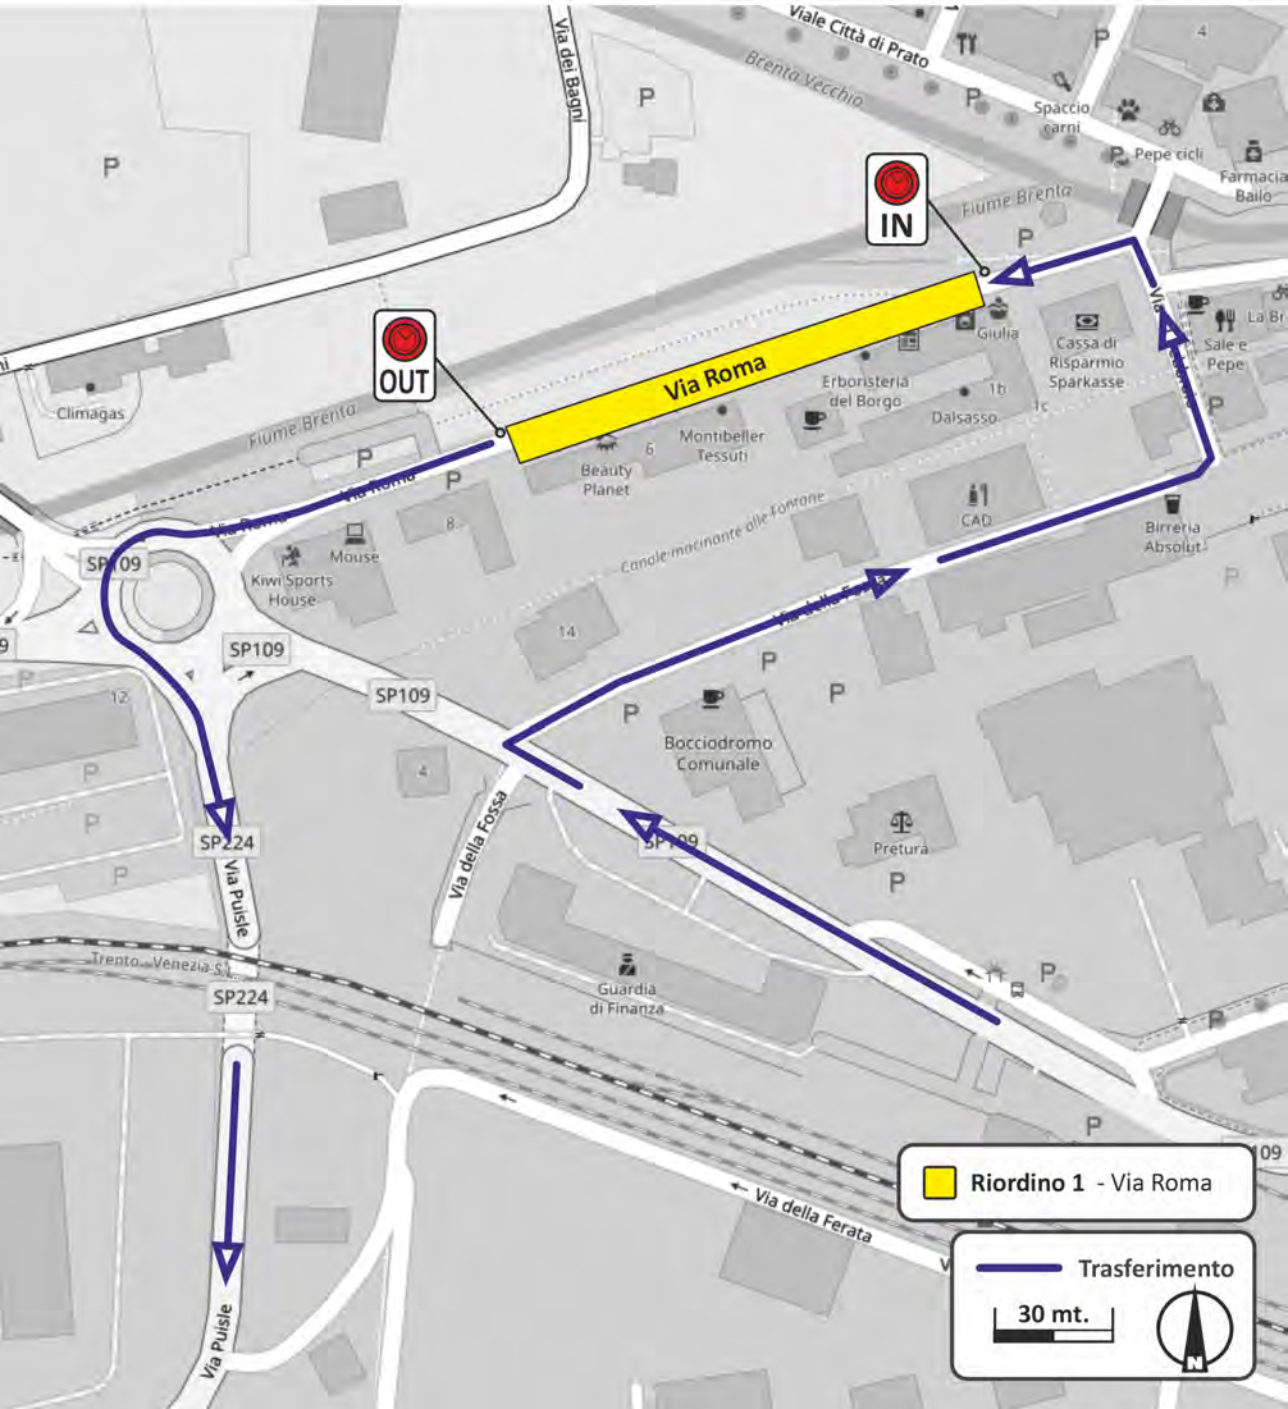 Viale Città di Prato
Via dei Bagni
Brenta Vecchio
4
P
P
P
P
Spaccio
carni
P
Pepe cicli
Farmacia
Bailo
IN
Fiume Brenta
P
OUT
Via Roma
Giulia
Cassa di
Risparmio
Sparkasse
La Br
Sale e
Pepe
P
Climagas
Fiume Brenta
Erboristeria
del Borgo
1b
1c
Dalsasso
Montibeller
Tessuti
6
Beauty
Planet
P
P
Via Roma
Via Roma
8
CAD
Birreria
Absolut
Canale macinante alle Fontane
SP109
Mouse
Kiwi Sports
House
Via della Fossa
P
14
9
SP109
SP109
P
P
P
P
12
Bocciodromo
Comunale
4
P
P
P
Via della Fossa
SP109
Pretura
P
SP224
Via Puisle
Trento - Venezia S
SP224
Guardia
di Finanza
P
P
P
109
Riordino 1 - Via Roma
Via della Ferata
Trasferimento
30 mt.
N
Via Puisle